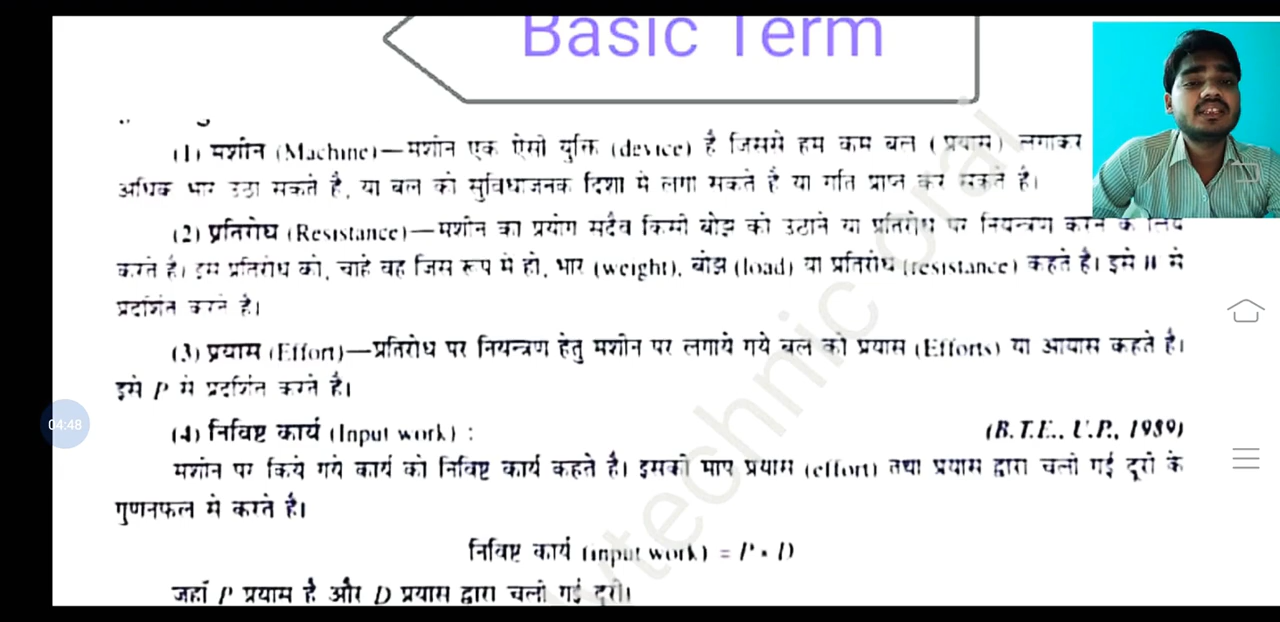 Basic Term
(1) मशीन (Machine)—मशीन एक ऐसी युक्ति (device) है जिससे हम कम बल (प्रयास) लगाकर
अधिक भार उठा सकते है, या बल को सुविधाजनक दिशा मे लगा सकते है या गति प्राप्त कर सकते है।
(2) प्रतिरोध (Resistance)—मशीन का प्रयोग सदैव किसी बोझ को उठाने या प्रतिरोध पर नियन्त्रण करने के लिये
करते है। इस प्रतिरोध को, चाहे वह जिस रूप मे हो, भार (weight), बोझ (load) या प्रतिरोध (resistance) कहते है। इसे W से
प्रदर्शित करते है।
(3) प्रयास (Effort)—प्रतिरोध पर नियन्त्रण हेतु मशीन पर लगाये गये बल को प्रयास (Efforts) या आयास कहते है।
इसे P से प्रदर्शित करते है।
(4) निविष्ट कार्य (Input work) : (B.T.E., U.P., 1989)
मशीन पर किये गये कार्य को निविष्ट कार्य कहते है। इसकी माप प्रयास (effort) तथा प्रयास द्वारा चली गई दूरी के
गुणनफल मे करते है।
निविष्ट कार्य (input work) = P × D
जहाँ P प्रयास है और D प्रयास द्वारा चली गई दूरी।
04:48